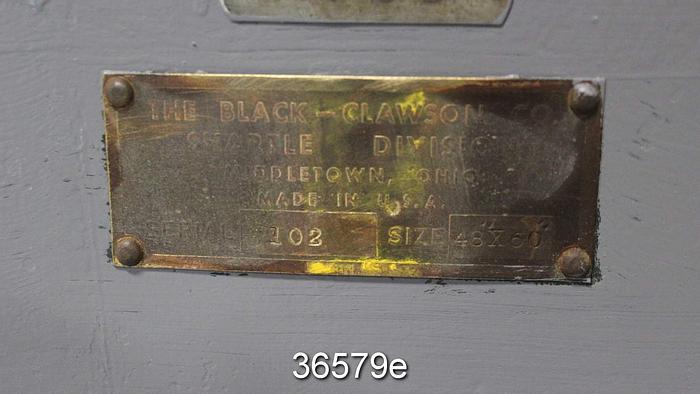 THE BLACK-CLAWSON CO.
SHARTLE DIVISION
MIDDLETOWN, OHIO
MADE IN U.S.A.
SERIAL 102 SIZE 48X60
36579e